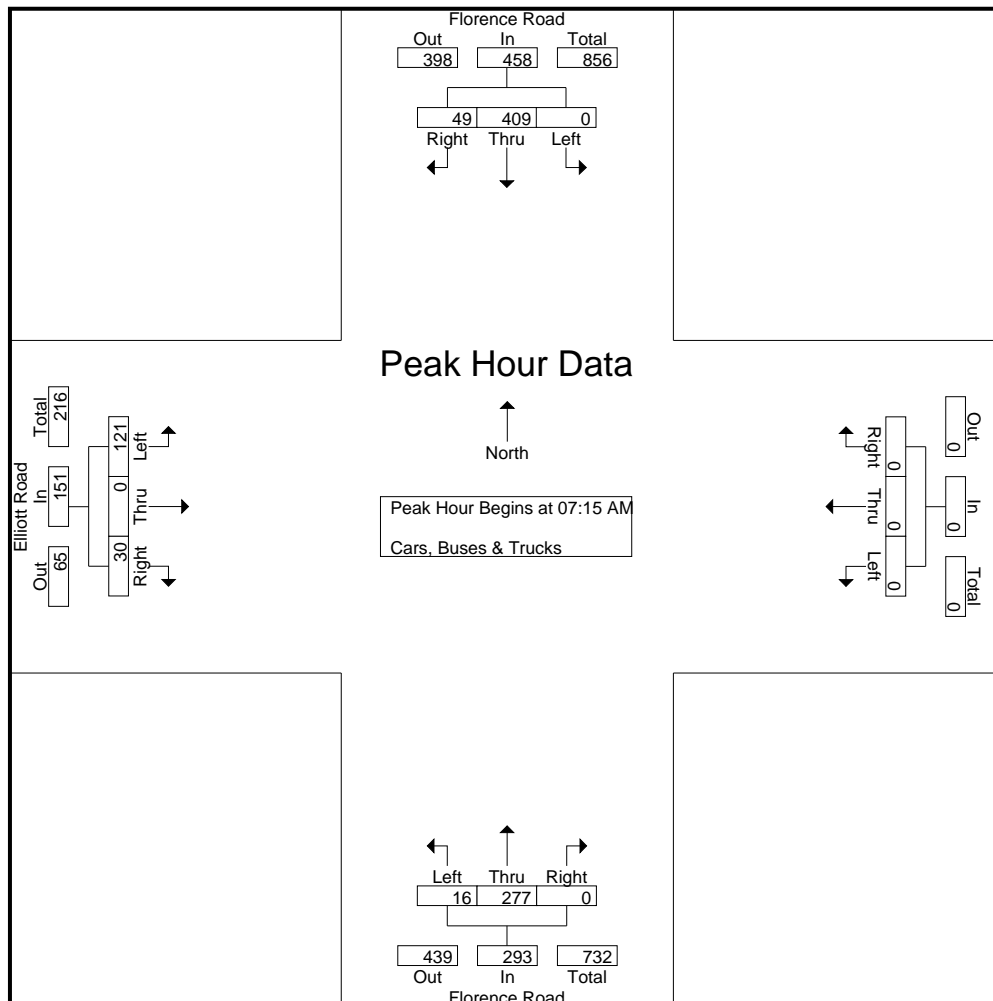 Florence Road
Out In Total
398 458 856
49 409 0
Right Thru Left
Peak Hour Data
North
Peak Hour Begins at 07:15 AM
Cars, Buses & Trucks
Elliott Road
Out In Total
65 151 216
30 0 121
Right Thru Left
Out In Total
0 0 0
Right Thru Left
0 0 0
Left Thru Right
16 277 0
439 293 732
Out In Total
Florence Road